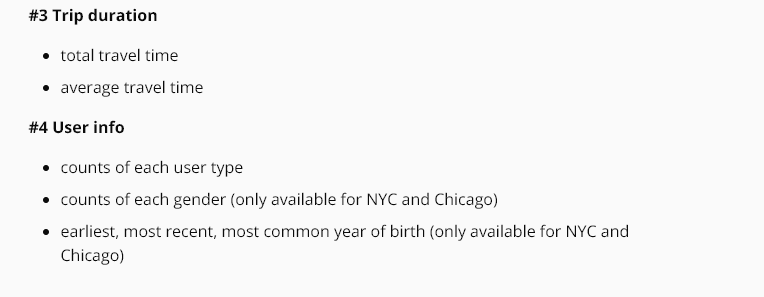 #3 Trip duration
• total travel time
• average travel time
#4 User info
• counts of each user type
• counts of each gender (only available for NYC and Chicago)
• earliest, most recent, most common year of birth (only available for NYC and
Chicago)